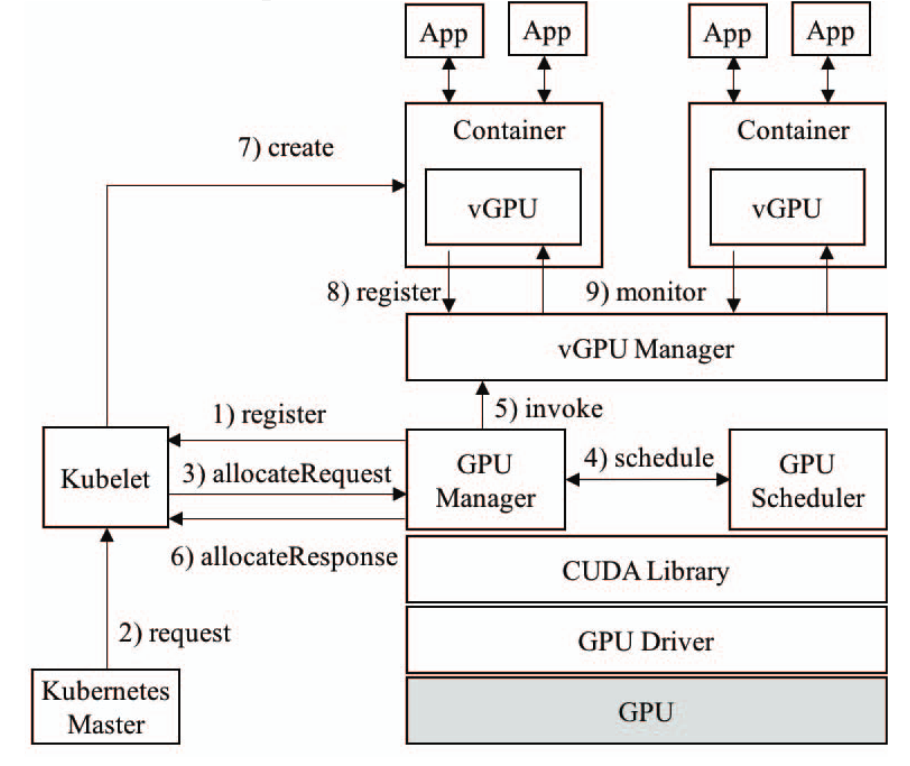 App
App
App
App
Container
Container
7) create
vGPU
vGPU
8) register
9) monitor
vGPU Manager
1) register
5) invoke
Kubelet
3) allocateRequest
GPU
Manager
4) schedule
GPU
Scheduler
6) allocateResponse
CUDA Library
2) request
GPU Driver
Kubernetes
Master
GPU